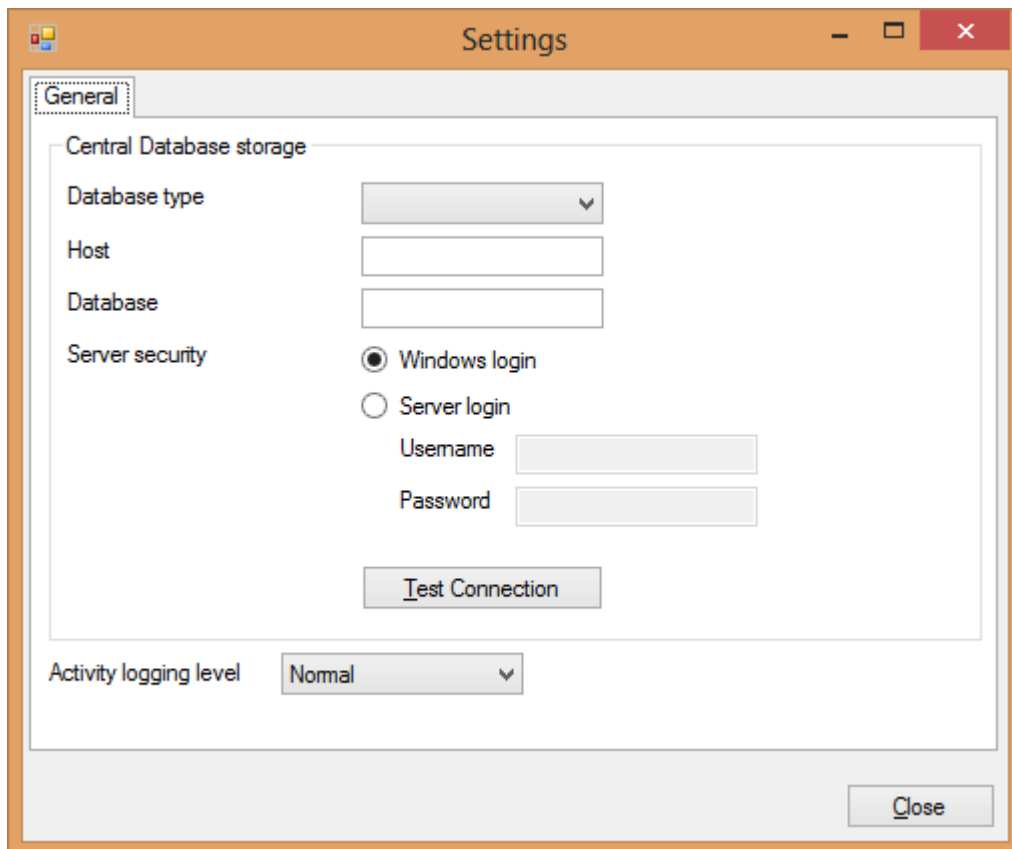 Settings
General
Central Database storage
Database type
Host
Database
Server security
Windows login
Server login
Username
Password
Test Connection
Activity logging level Normal
Close